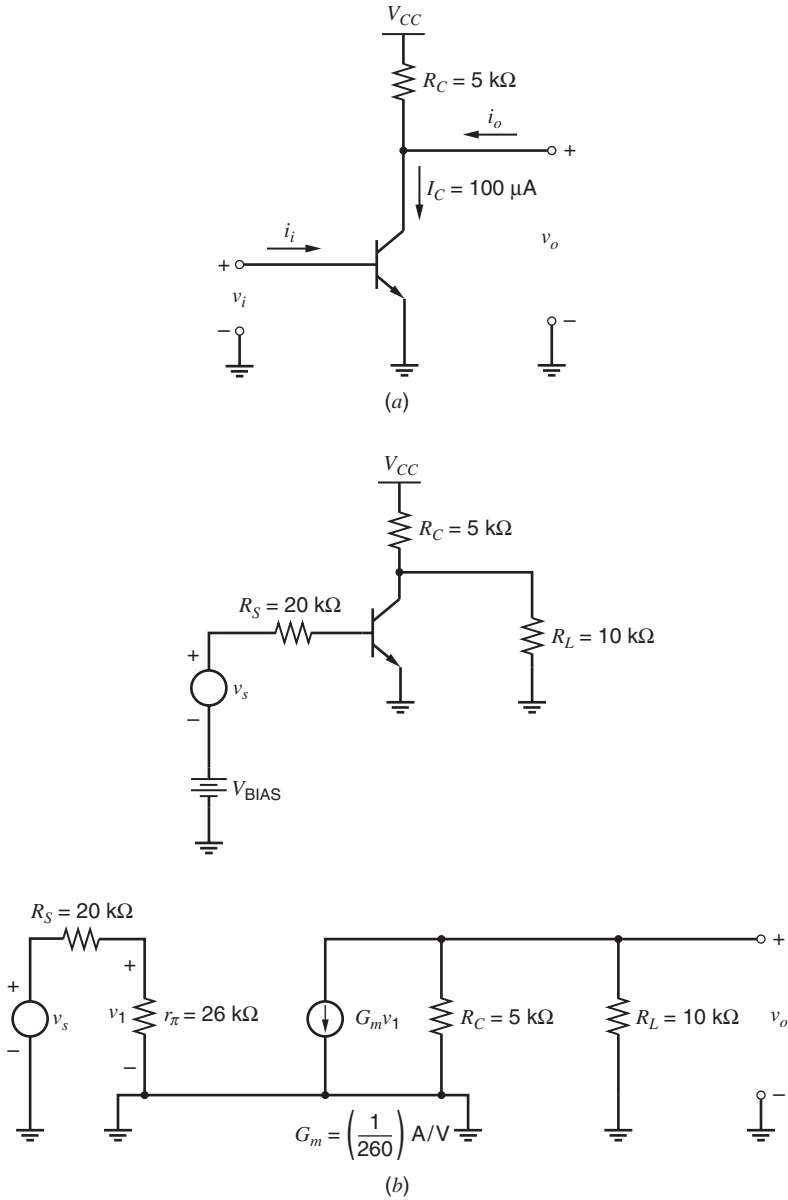 V_CC
R_C = 5 kΩ
i_o
+
I_C = 100 µA
i_i
+
v_o
v_i
−
−
(a)
V_CC
R_C = 5 kΩ
R_S = 20 kΩ
R_L = 10 kΩ
+
v_s
−
V_BIAS
R_S = 20 kΩ
+
+
+
v_s
v_1
r_π = 26 kΩ
G_m v_1
R_C = 5 kΩ
R_L = 10 kΩ
v_o
−
−
−
G_m = (1/260) A/V
(b)